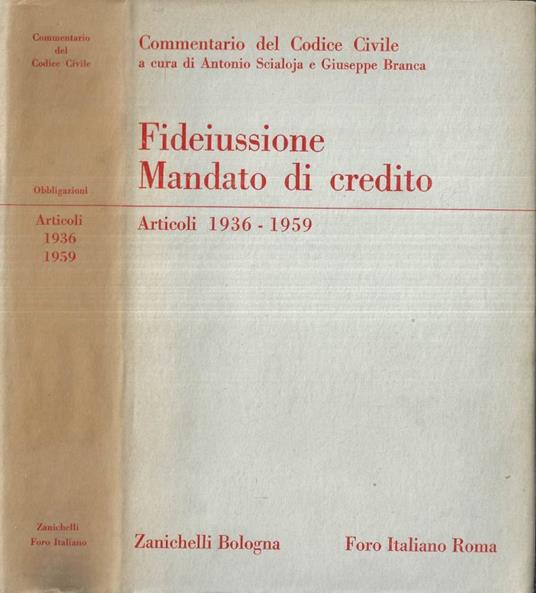 Commentario
del
Codice Civile
Obbligazioni
Articoli
1936
1959
Zanichelli
Foro Italiano
Commentario del Codice Civile
a cura di Antonio Scialoja e Giuseppe Branca
Fideiussione
Mandato di credito
Articoli 1936 - 1959
Zanichelli Bologna
Foro Italiano Roma